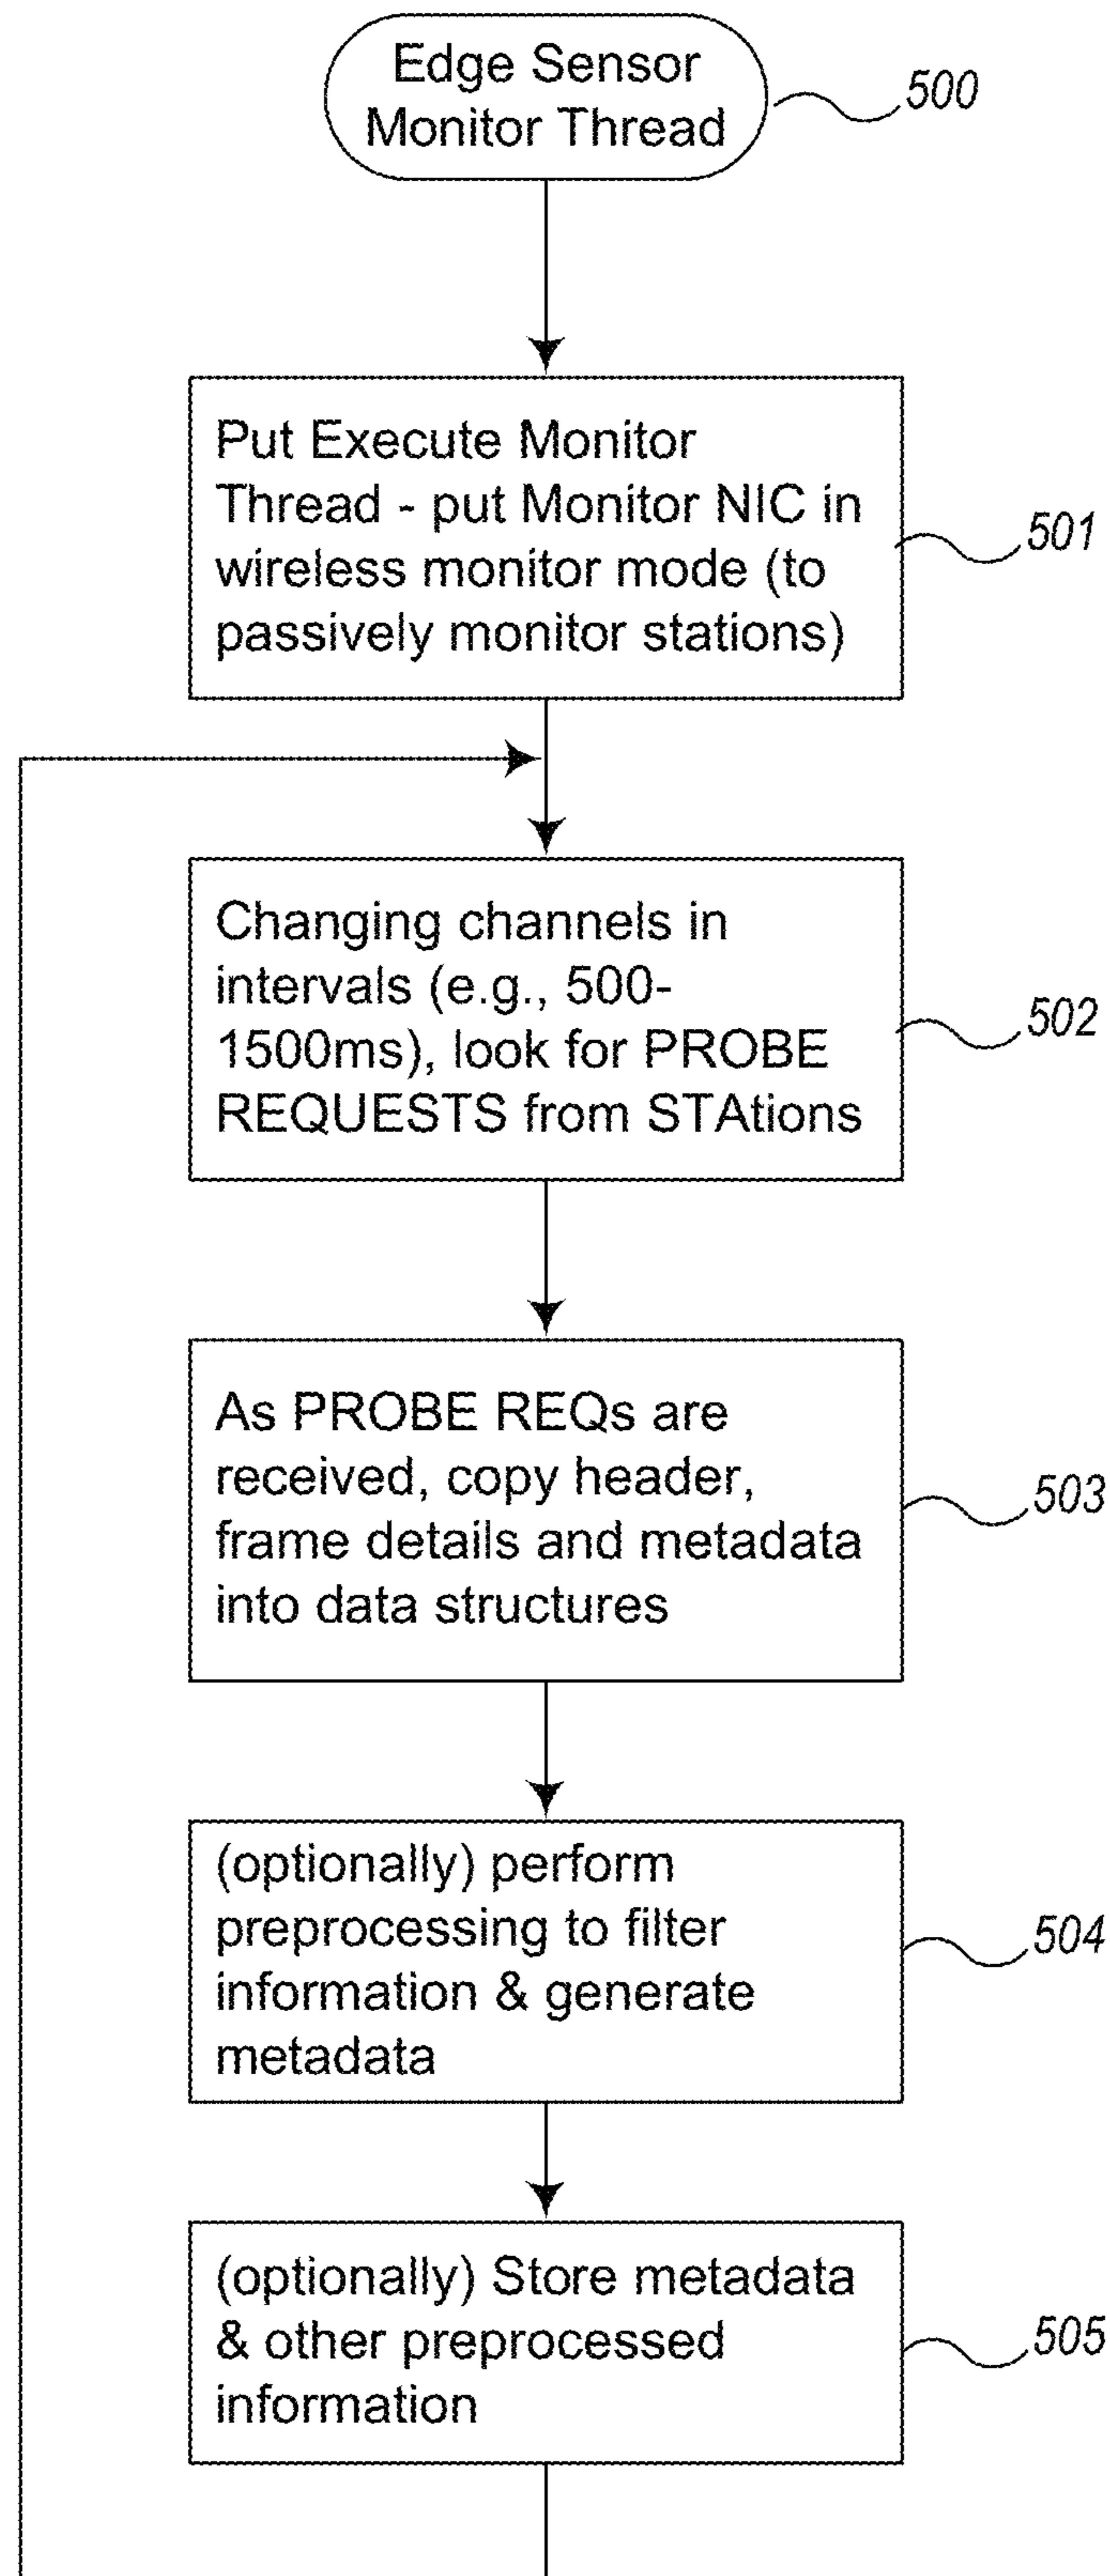 Edge Sensor
Monitor Thread
500
Put Execute Monitor
Thread - put Monitor NIC in
wireless monitor mode (to
passively monitor stations)
501
Changing channels in
intervals (e.g., 500-
1500ms), look for PROBE
REQUESTS from STAtions
502
As PROBE REQs are
received, copy header,
frame details and metadata
into data structures
503
(optionally) perform
preprocessing to filter
information & generate
metadata
504
(optionally) Store metadata
& other preprocessed
information
505